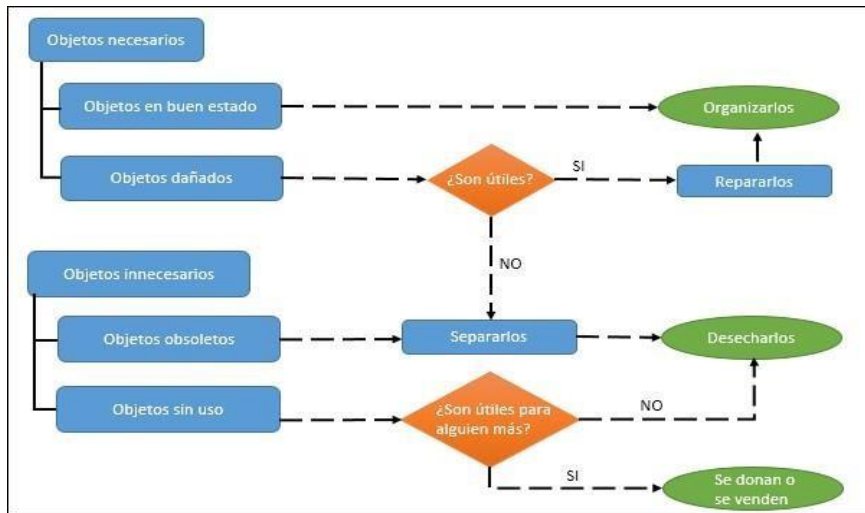 Objetos necesarios
Objetos en buen estado
Organizarlos
Objetos dañados
¿Son útiles?
SI
Repararlos
NO
Objetos innecesarios
Objetos obsoletos
Separarlos
Desecharlos
Objetos sin uso
¿Son útiles para
alguien más?
NO
SI
Se donan o
se venden